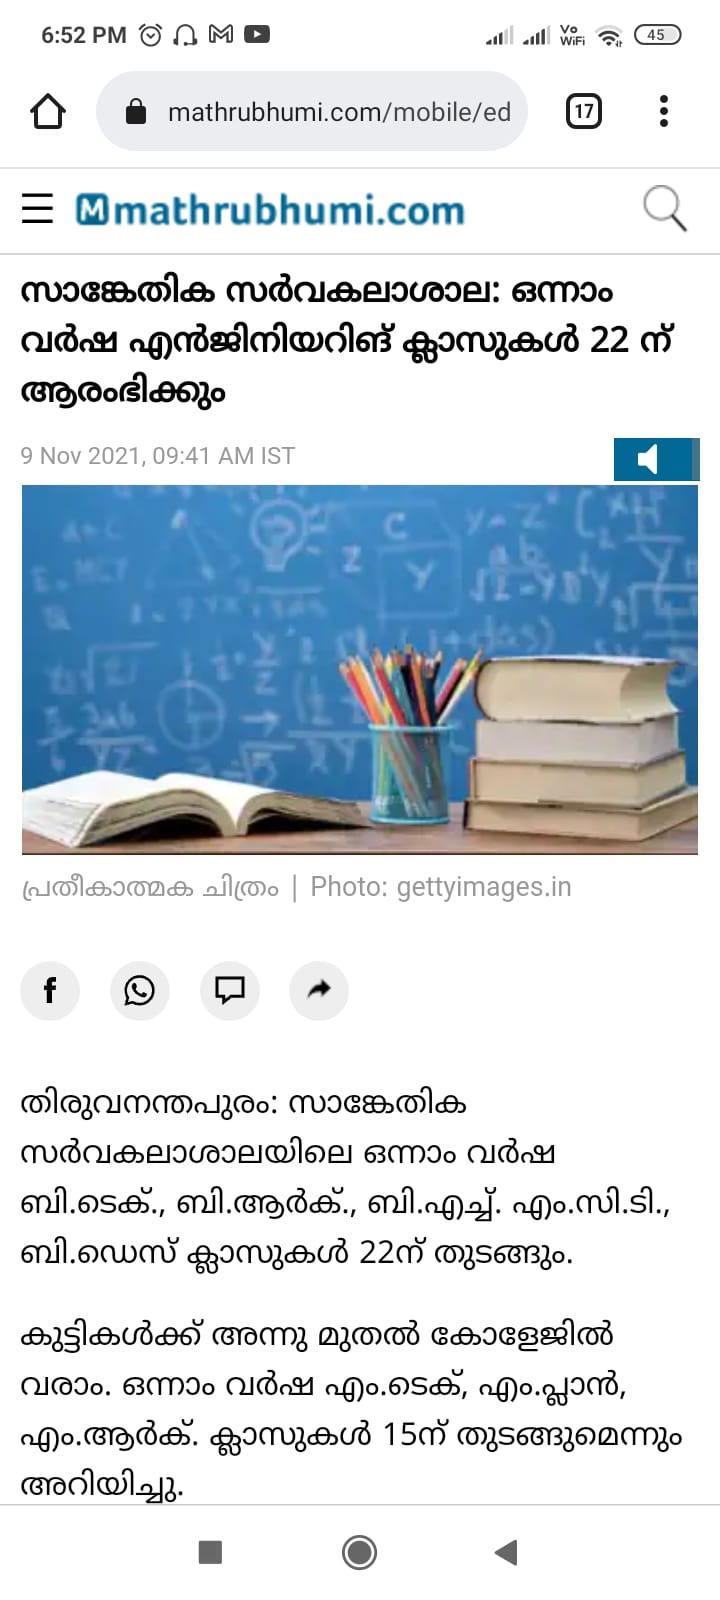 6:52 PM
Vo
WiFi
45
mathrubhumi.com/mobile/ed
17
M mathrubhumi.com
സാങ്കേതിക സർവകലാശാല: ഒന്നാം
വർഷ എൻജിനിയറിങ് ക്ലാസുകൾ 22 ന്
ആരംഭിക്കും
9 Nov 2021, 09:41 AM IST
പ്രതീകാത്മക ചിത്രം | Photo: gettyimages.in
തിരുവനന്തപുരം: സാങ്കേതിക
സർവകലാശാലയിലെ ഒന്നാം വർഷ
ബി.ടെക്., ബി.ആർക്., ബി.എച്ച്. എം.സി.ടി.,
ബി.ഡെസ് ക്ലാസുകൾ 22ന് തുടങ്ങും.
കുട്ടികൾക്ക് അന്നു മുതൽ കോളേജിൽ
വരാം. ഒന്നാം വർഷ എം.ടെക്, എം.പ്ലാൻ,
എം.ആർക്. ക്ലാസുകൾ 15ന് തുടങ്ങുമെന്നും
അറിയിച്ചു.